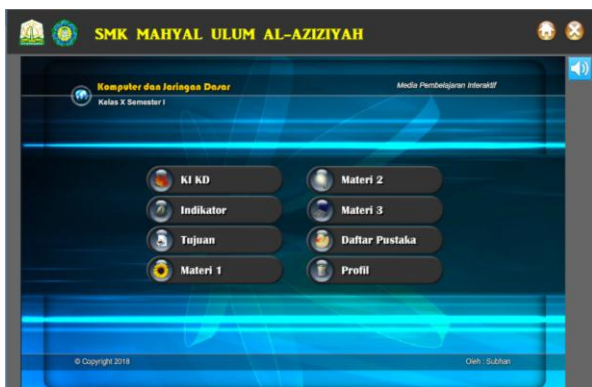 SMK MAHYAL ULUM AL-AZIZIYAH
Komputer dan Jaringan Dasar
Kelas X Semester I
Media Pembelajaran Interaktif
KI KD
Indikator
Tujuan
Materi 1
Materi 2
Materi 3
Daftar Pustaka
Profil
© Copyright 2018
Oleh : Subhan